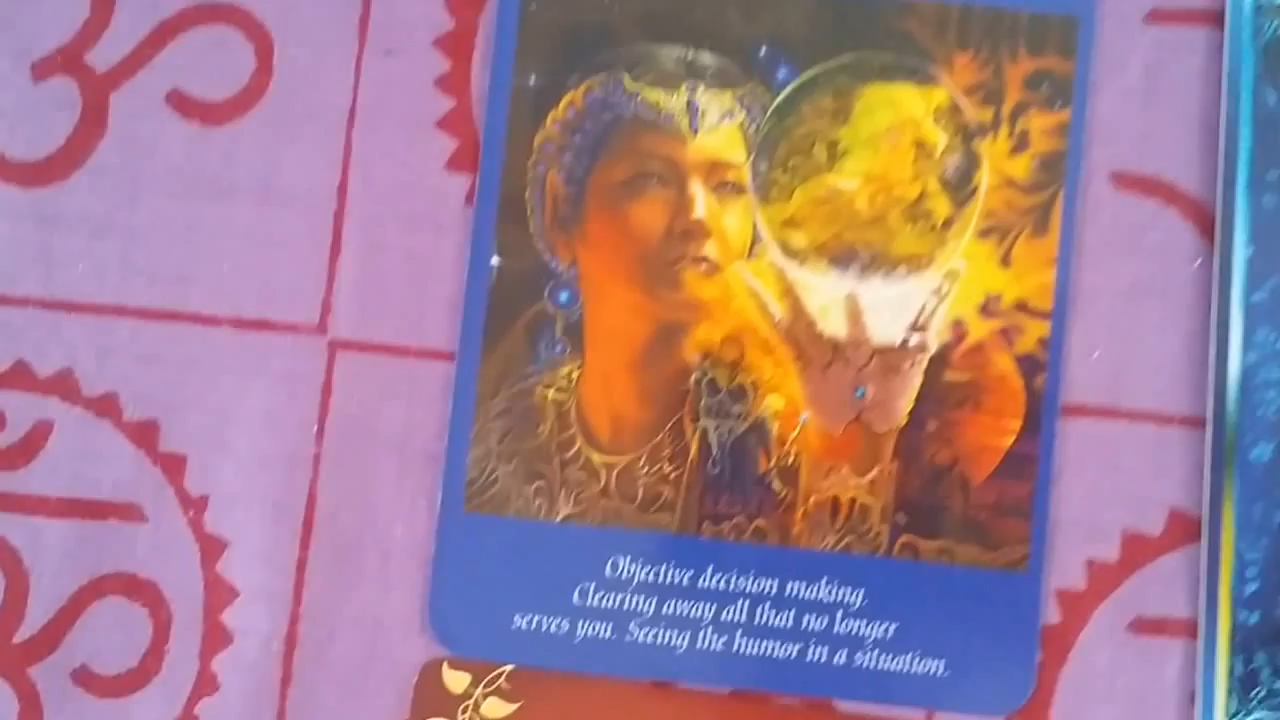 Objective decision making.
Clearing away all that no longer
serves you. Seeing the humor in a situation.